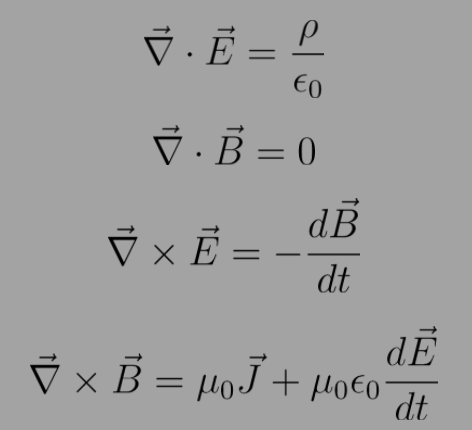 ∇⃗ · E⃗ = ρ/ϵ₀
∇⃗ · B⃗ = 0
∇⃗ × E⃗ = −dB⃗/dt
∇⃗ × B⃗ = μ₀J⃗ + μ₀ϵ₀ dE⃗/dt